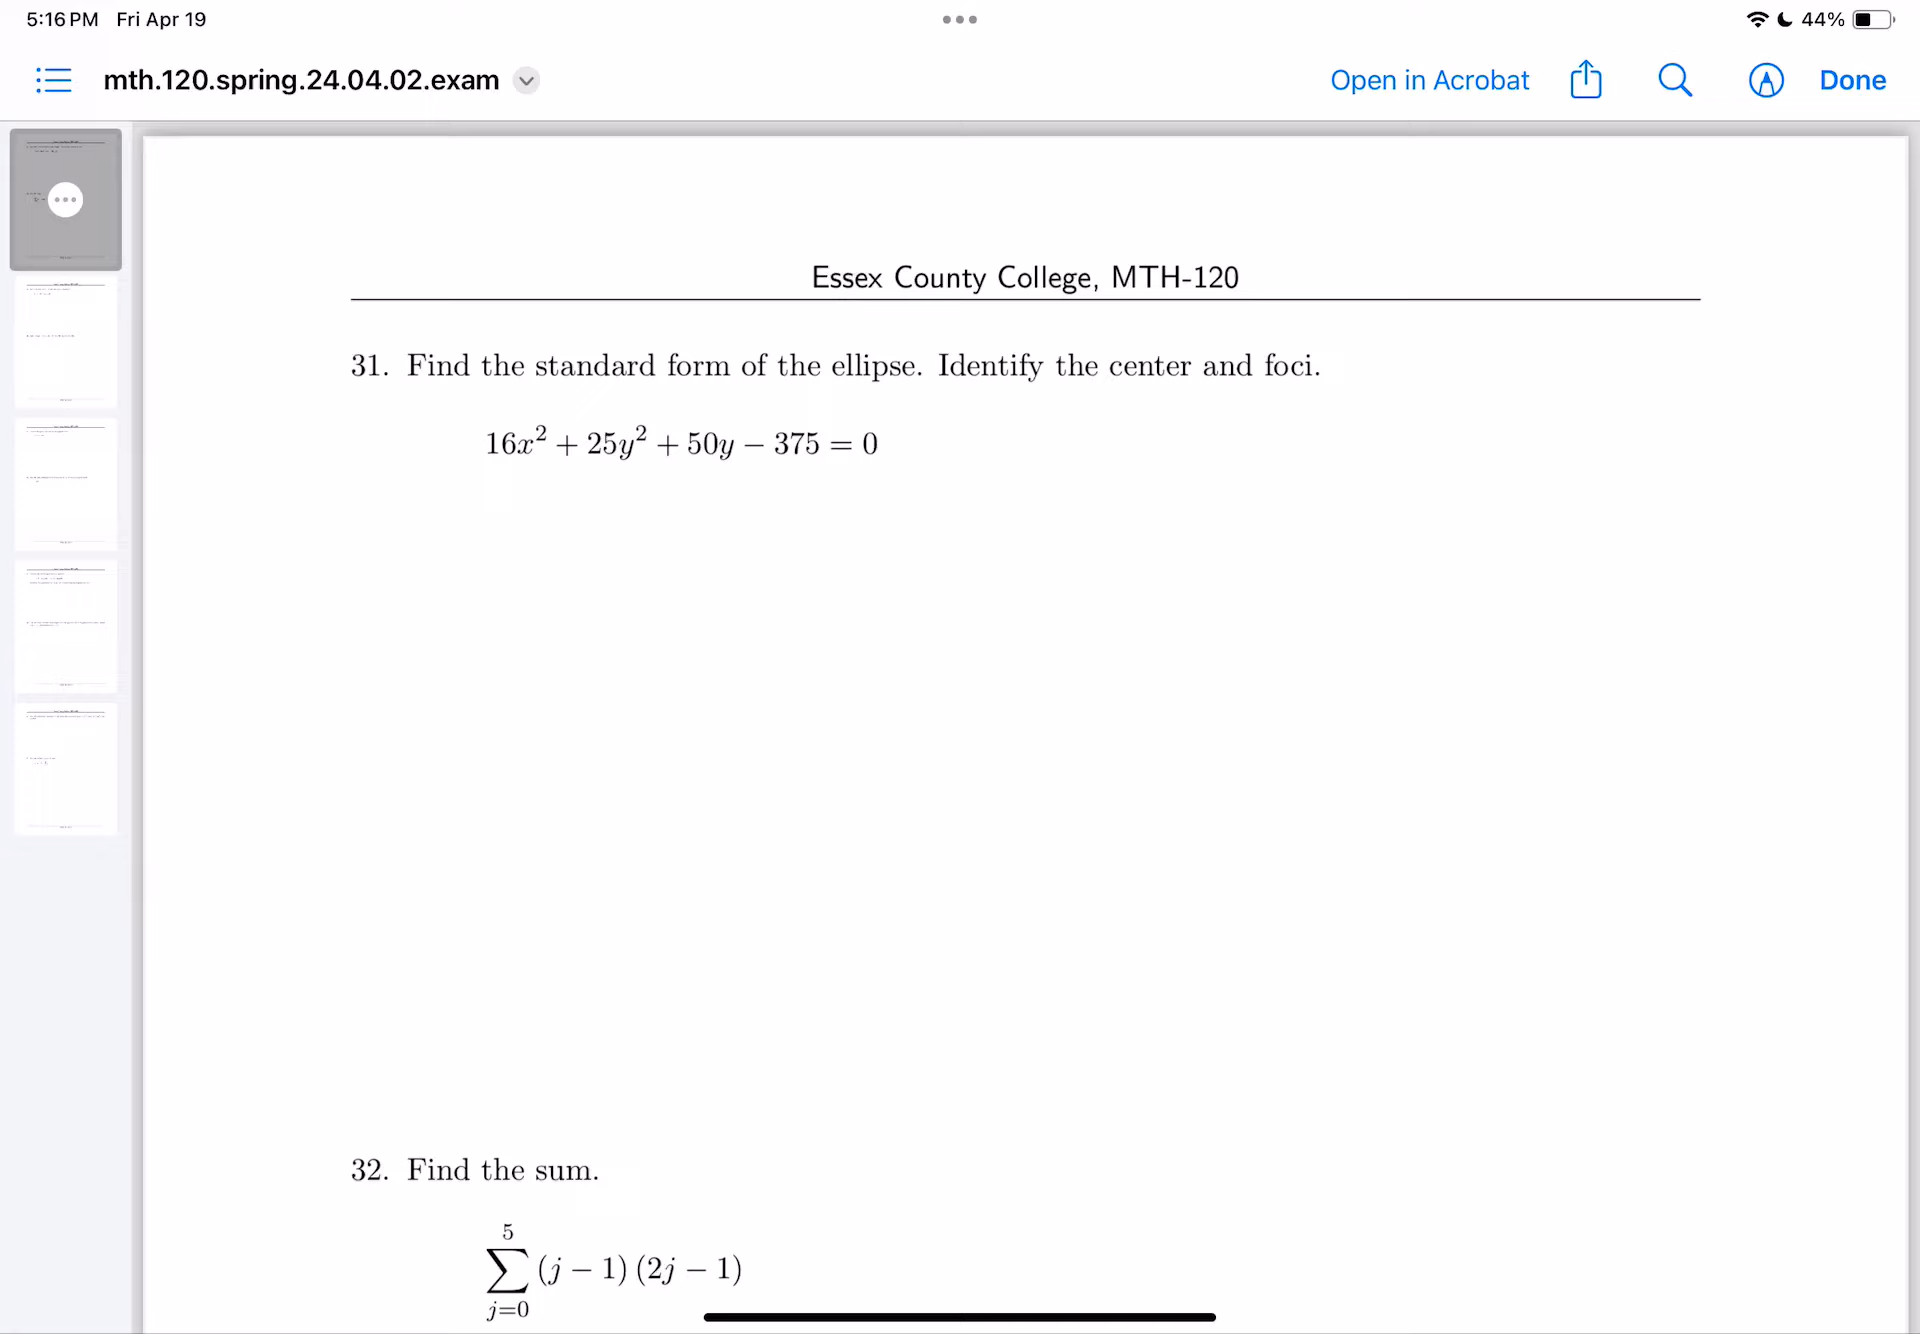 5:16 PM Fri Apr 19
44%
mth.120.spring.24.04.02.exam
Open in Acrobat
Done
Essex County College, MTH-120
31. Find the standard form of the ellipse. Identify the center and foci.
16x² + 25y² + 50y − 375 = 0
32. Find the sum.
5
∑ (j − 1) (2j − 1)
j=0